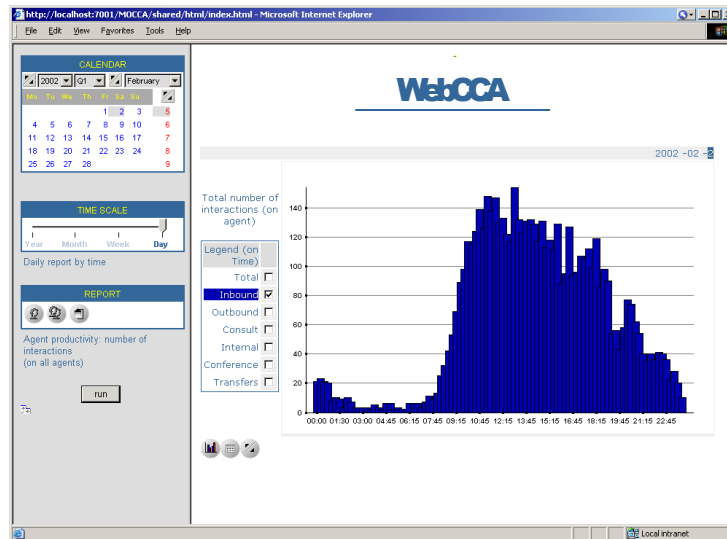 http://localhost:7001/MOCCA/shared/html/index.html - Microsoft Internet Explorer
File Edit View Favorites Tools Help
CALENDAR
2002 Q1 February
Mo Tu We Th Fr Sa Su
1 2 3 5
4 5 6 7 8 9 10 6
11 12 13 14 15 16 17 7
18 19 20 21 22 23 24 8
25 26 27 28 9
TIME SCALE
Year Month Week Day
Daily report by time
REPORT
Agent productivity: number of
interactions
(on all agents)
run
WebCCA
2002 -02 -2
Total number of
interactions (on
agent)
Legend (on
Time)
Total
Inbound
Outbound
Consult
Internal
Conference
Transfers
140
120
100
80
60
40
20
0
00:00 01:30 03:00 04:45 06:15 07:45 09:15 10:45 12:15 13:45 15:15 16:45 18:15 19:45 21:15 22:45
Local intranet